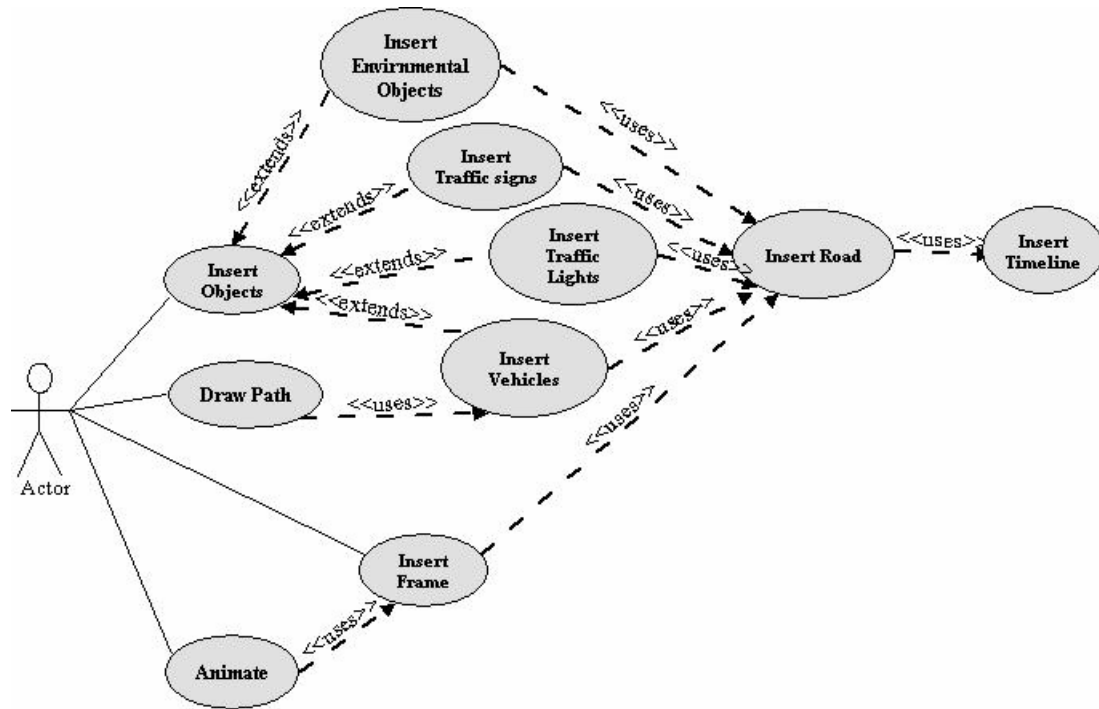 Insert
Envirnmental
Objects
<<extends>>
<<uses>>
Insert
Traffic signs
<<extends>>
<<uses>>
Insert
Traffic
Lights
<<extends>>
<<uses>>
Insert
Objects
Insert Road
<<uses>>
Insert
Timeline
<<extends>>
Insert
Vehicles
<<uses>>
Draw Path
<<uses>>
<<uses>>
Actor
Insert
Frame
<<uses>>
Animate